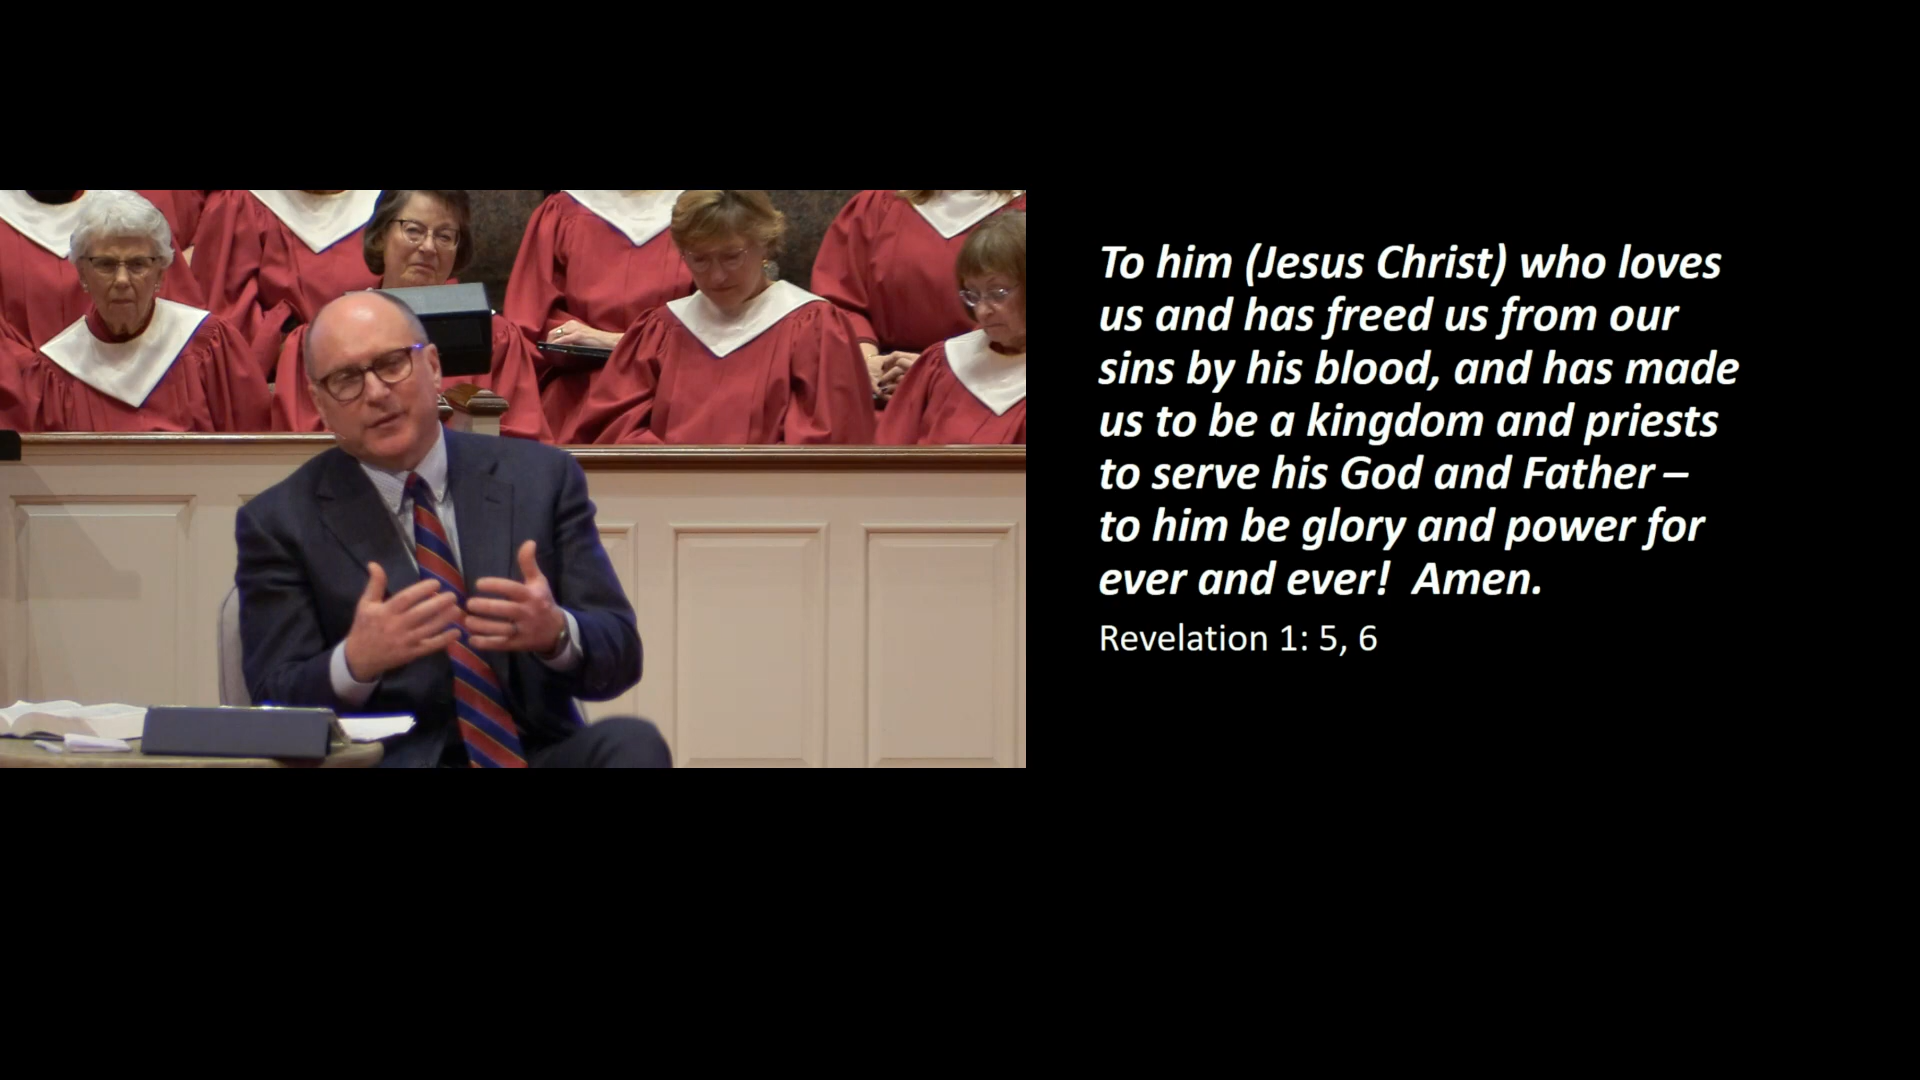 To him (Jesus Christ) who loves
us and has freed us from our
sins by his blood, and has made
us to be a kingdom and priests
to serve his God and Father –
to him be glory and power for
ever and ever!  Amen.
Revelation 1: 5, 6